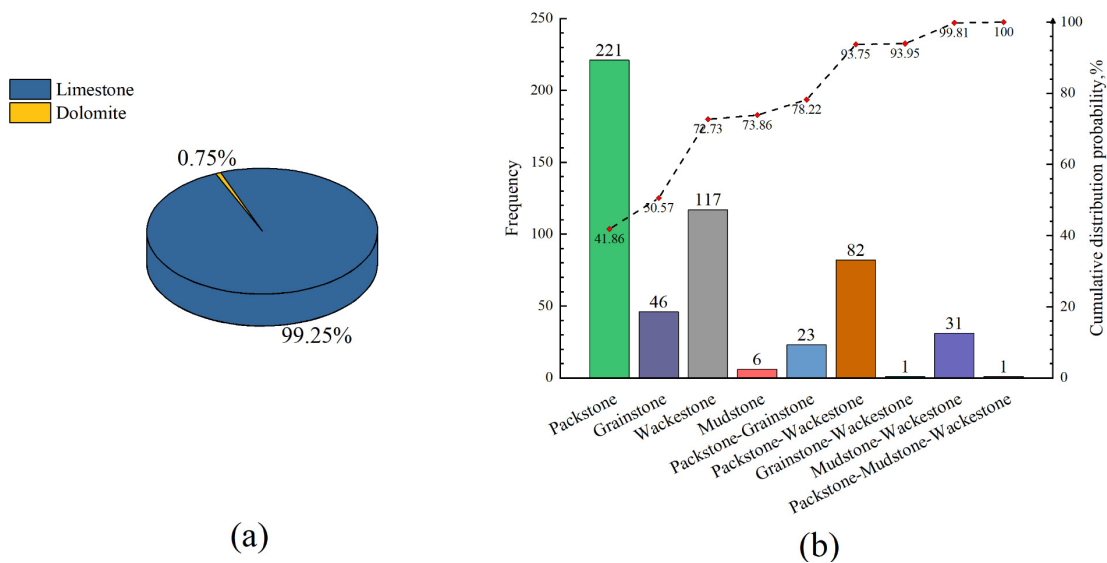 Limestone
Dolomite
0.75%
99.25%
(a)
250
200
150
100
50
0
Frequency
221
46
117
6
23
82
1
31
1
41.86
50.57
72.73
73.86
78.22
93.75
93.95
99.81
100
100
80
60
40
20
0
Cumulative distribution probability,%
Packstone
Grainstone
Wackestone
Mudstone
Packstone-Grainstone
Packstone-Wackestone
Grainstone-Wackestone
Mudstone-Wackestone
Packstone-Mudstone-Wackestone
(b)